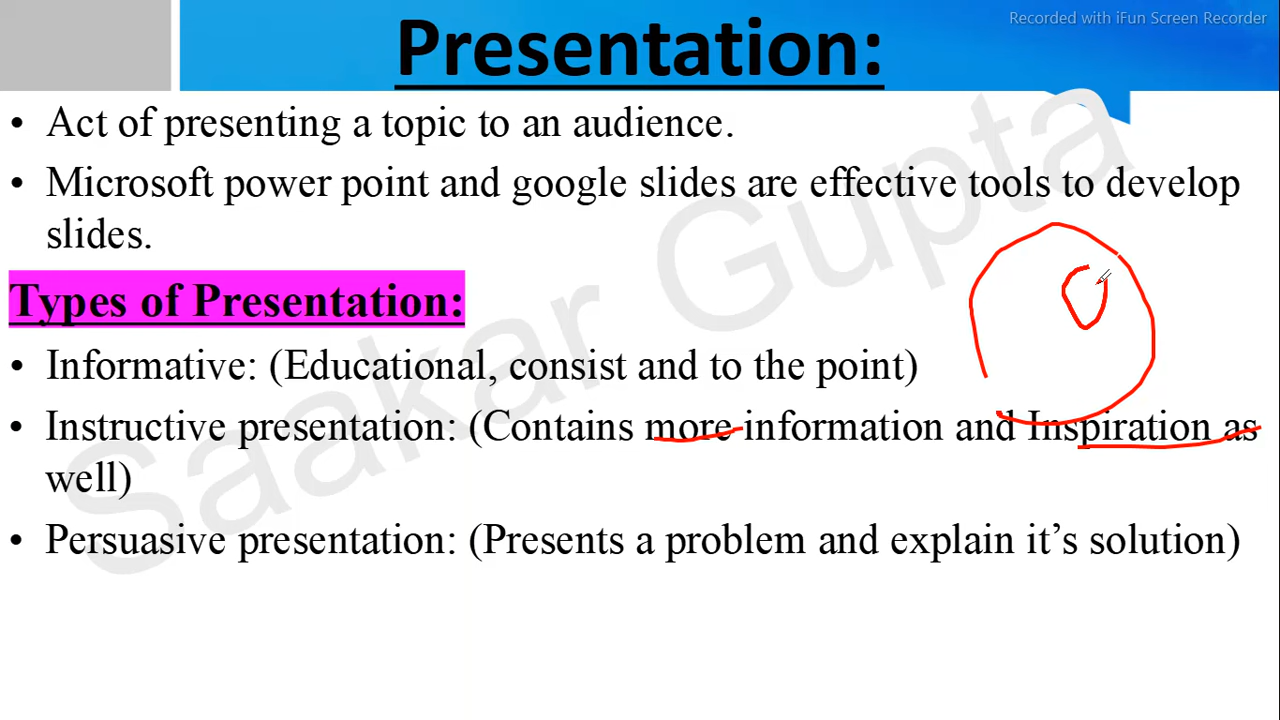 Recorded with iFun Screen Recorder
Presentation:
• Act of presenting a topic to an audience.
• Microsoft power point and google slides are effective tools to develop
slides.
Types of Presentation:
• Informative: (Educational, consist and to the point)
• Instructive presentation: (Contains more information and Inspiration as
well)
• Persuasive presentation: (Presents a problem and explain it’s solution)
Saakar Gupta